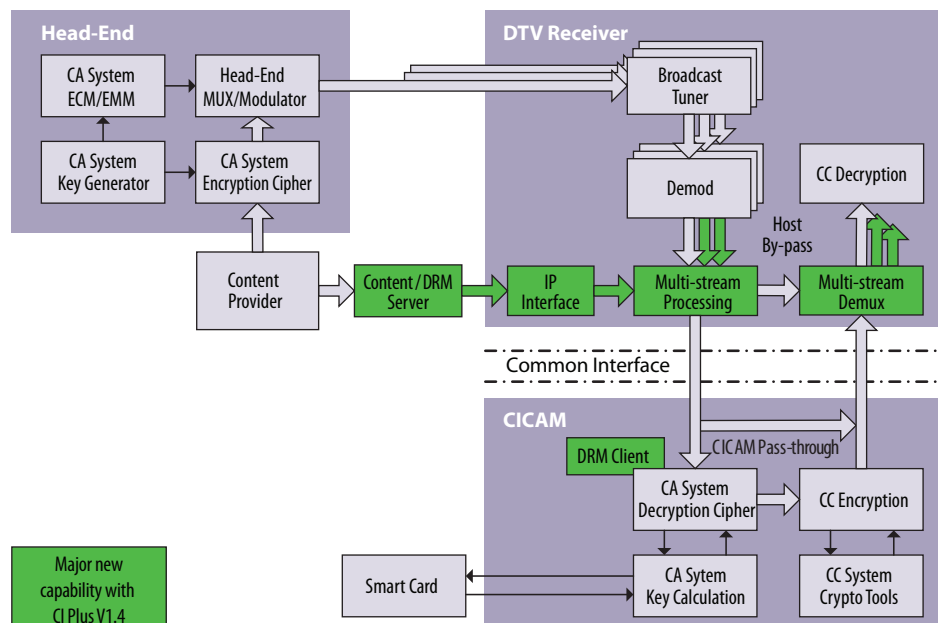 Head-End
CA System
ECM/EMM
Head-End
MUX/Modulator
CA System
Key Generator
CA System
Encryption Cipher
Content
Provider
Content/DRM
Server
DTV Receiver
Broadcast
Tuner
Demod
CC Decryption
Host
By-pass
IP
Interface
Multi-stream
Processing
Multi-stream
Demux
Common Interface
CICAM
CICAM Pass-through
DRM Client
CA System
Decryption Cipher
CC Encryption
Smart Card
CA Sytem
Key Calculation
CC System
Crypto Tools
Major new
capability with
CI Plus V1.4